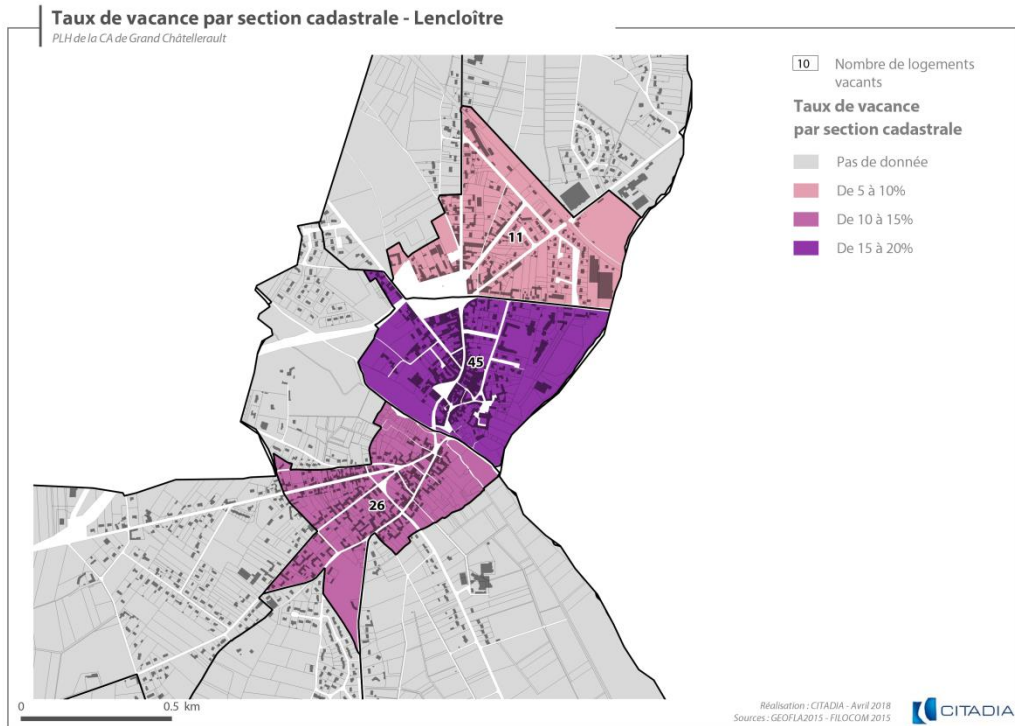 Taux de vacance par section cadastrale - Lencloître
PLH de la CA de Grand Châtellerault
10 Nombre de logements
vacants
Taux de vacance
par section cadastrale
Pas de donnée
De 5 à 10%
De 10 à 15%
De 15 à 20%
11
45
26
0 0.5 km
Réalisation : CITADIA - Avril 2018
Sources : GEOFLA2015 - FILOCOM 2015
CITADIA